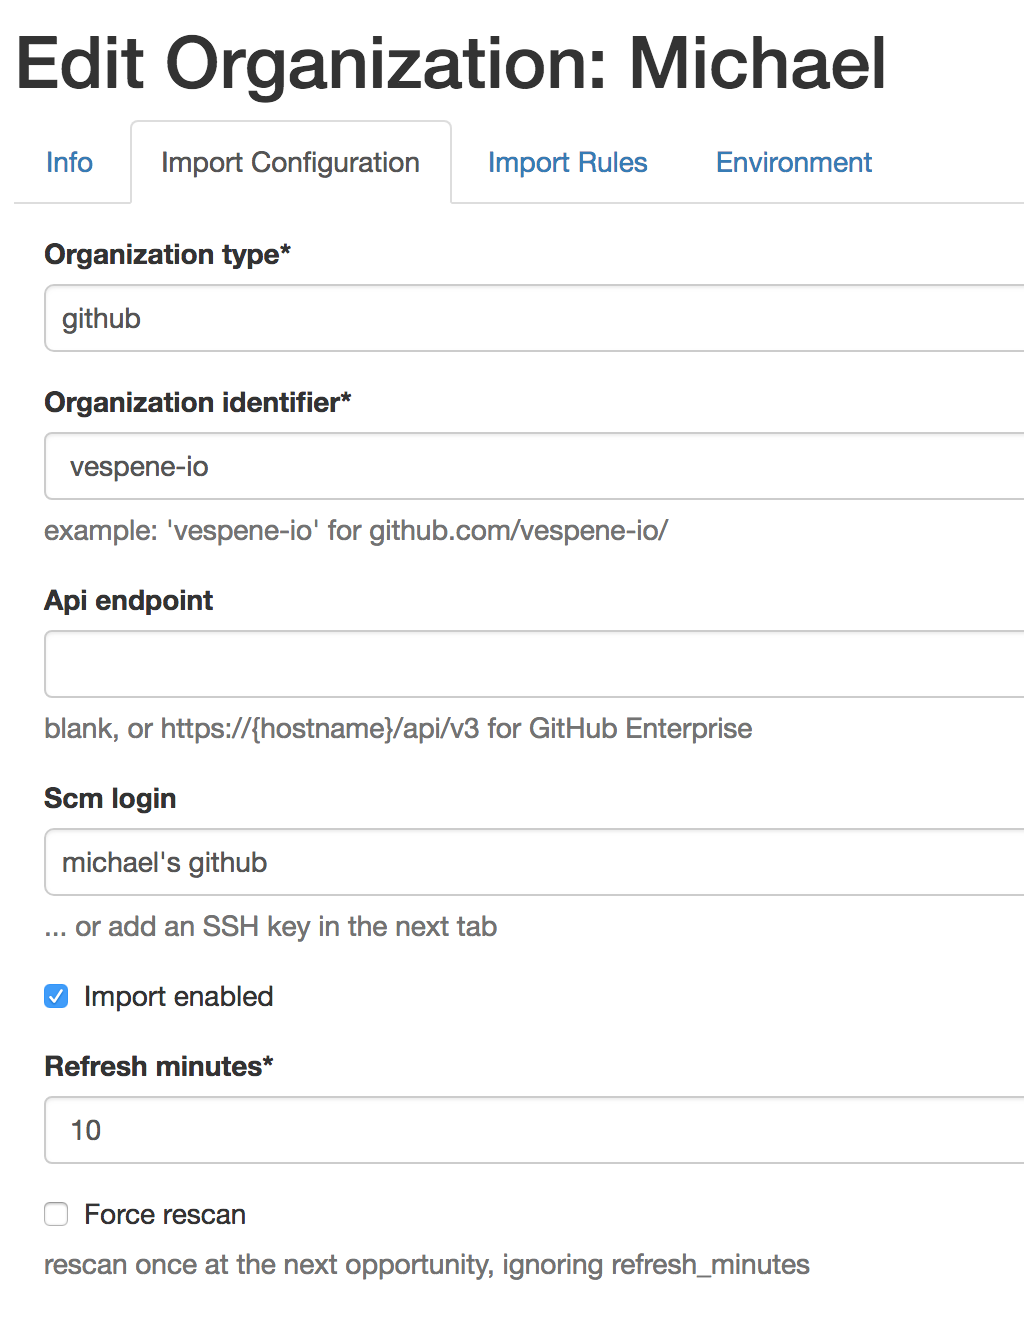 Edit Organization: Michael
Info Import Configuration Import Rules Environment
Organization type*
github
Organization identifier*
vespene-io
example: 'vespene-io' for github.com/vespene-io/
Api endpoint
blank, or https://{hostname}/api/v3 for GitHub Enterprise
Scm login
michael's github
... or add an SSH key in the next tab
Import enabled
Refresh minutes*
10
Force rescan
rescan once at the next opportunity, ignoring refresh_minutes